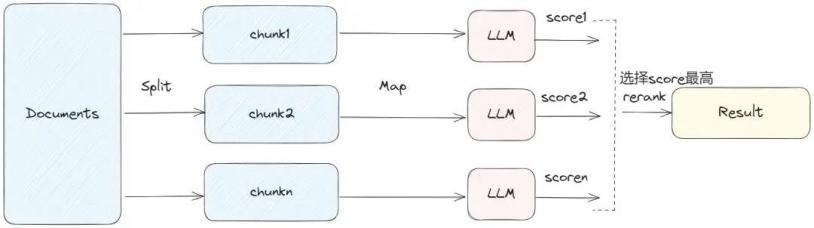 Documents
Split
chunk1
chunk2
chunkn
Map
LLM
LLM
LLM
score1
score2
scoren
选择score最高
rerank
Result